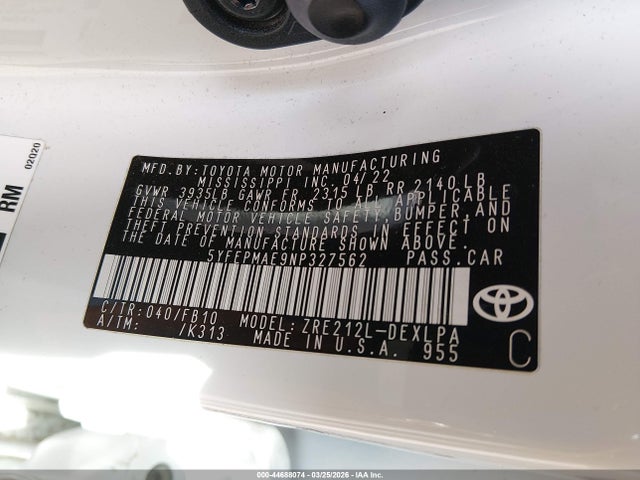 02020
RM
MFD.BY:TOYOTA MOTOR MANUFACTURING
MISSISSIPPI INC. 04/22
GVWR 3935LB GAWR FR 2315 LB, RR 2140 LB
THIS VEHICLE CONFORMS TO ALL APPLICABLE
FEDERAL MOTOR VEHICLE SAFETY, BUMPER, AND
THEFT PREVENTION STANDARDS IN EFFECT ON
THE DATE OF MANUFACTURE SHOWN ABOVE.
5YFEPMAE9NP327562 PASS.CAR
C/TR: 040/FB10 MODEL: ZRE212L-DEXLPA
A/TM: /K313 MADE IN U.S.A. 955
C
000-44688074 | 03/25/2026 | IAA Inc.